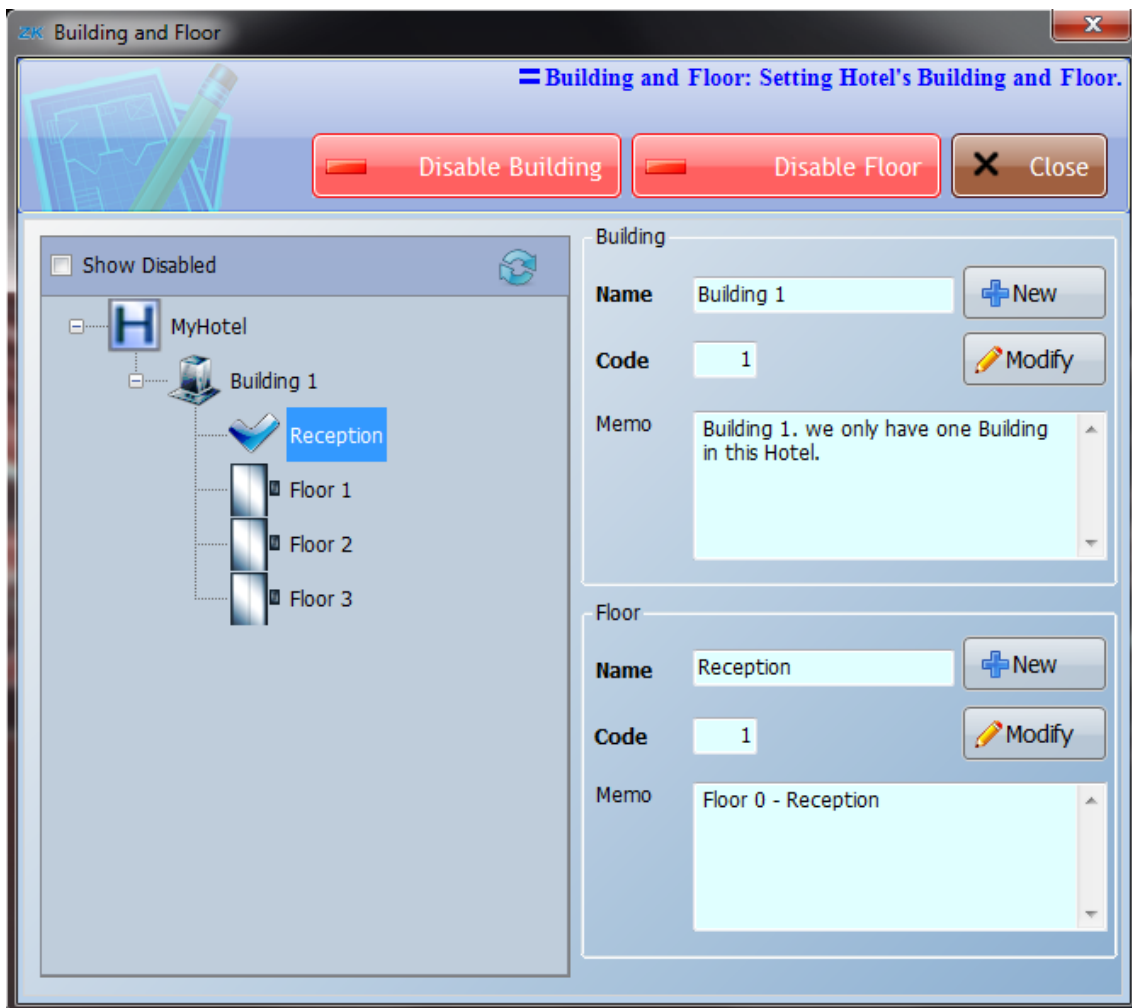 ZK Building and Floor
Building and Floor: Setting Hotel's Building and Floor.
Disable Building
Disable Floor
Close
Show Disabled
H MyHotel
Building 1
Reception
Floor 1
Floor 2
Floor 3
Building
Name Building 1 New
Code 1 Modify
Memo Building 1. we only have one Building
in this Hotel.
Floor
Name Reception New
Code 1 Modify
Memo Floor 0 - Reception